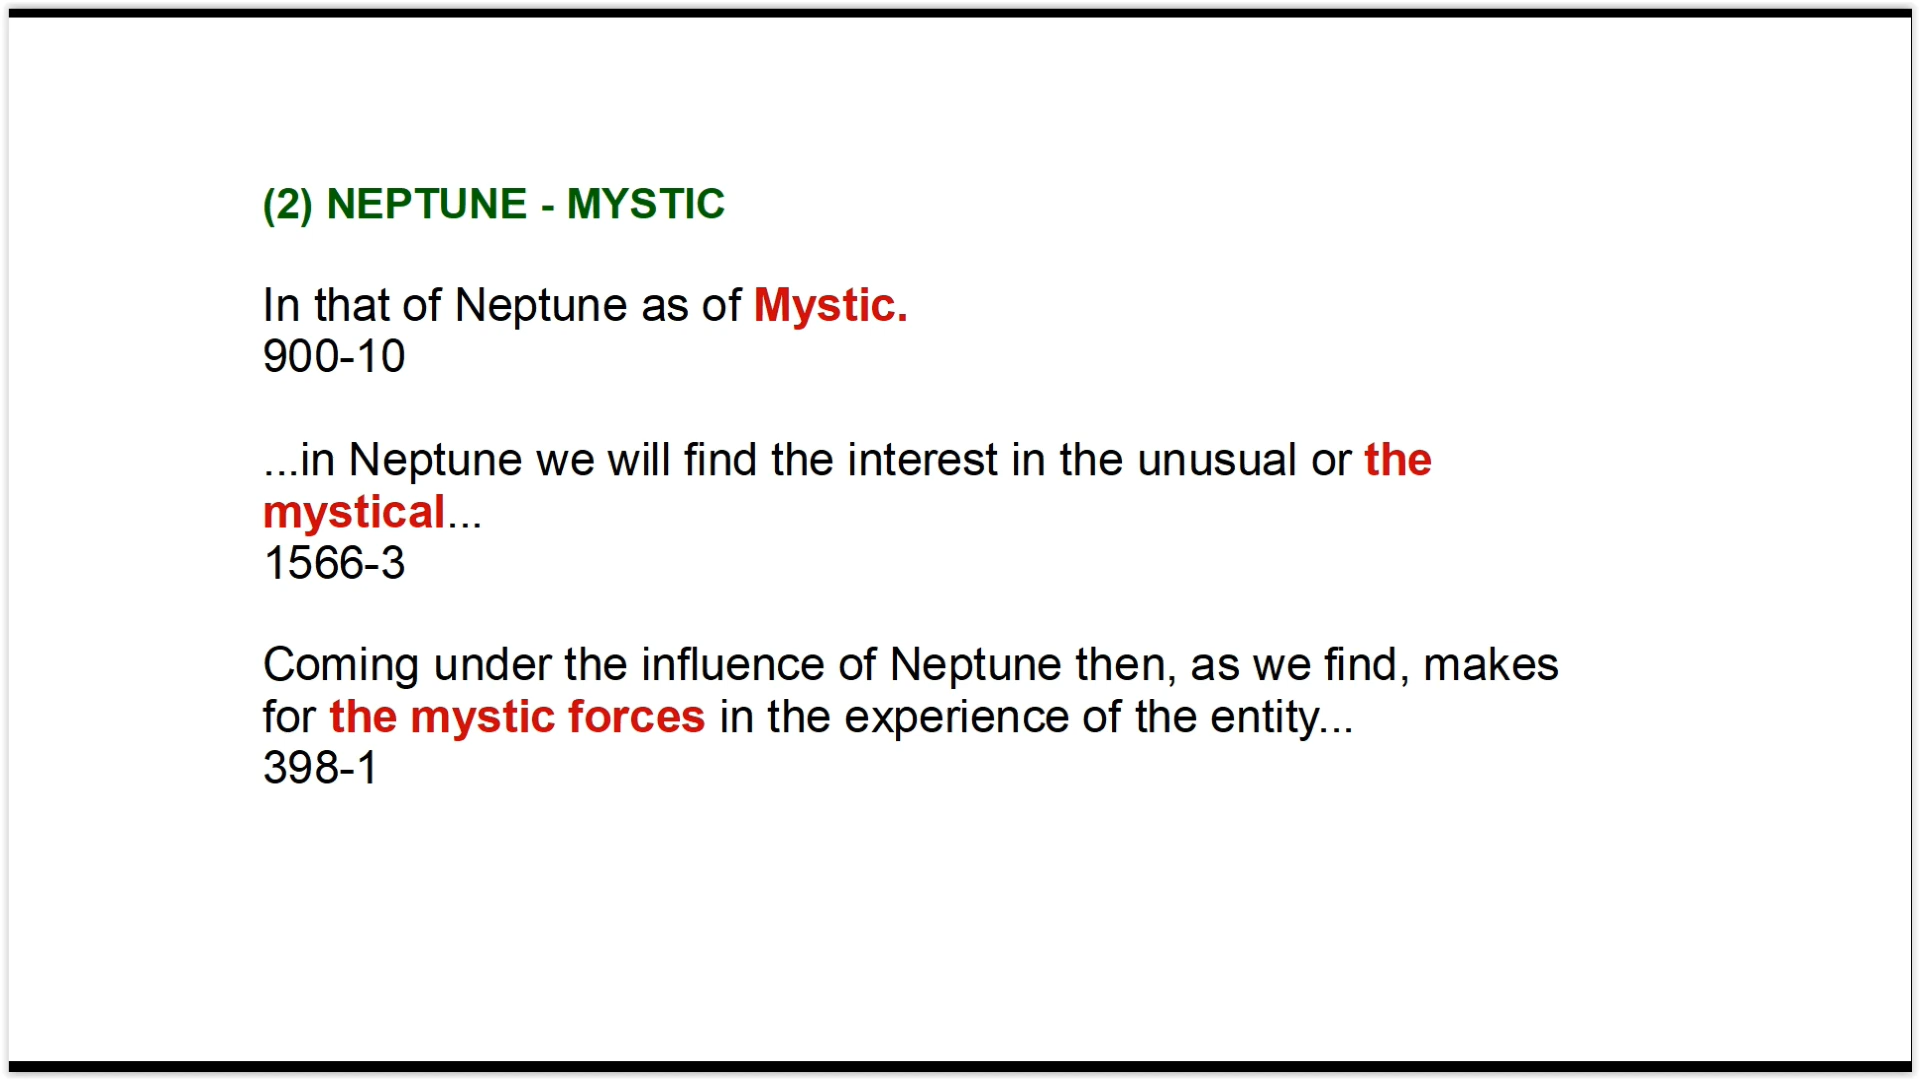 (2) NEPTUNE - MYSTIC
In that of Neptune as of Mystic.
900-10
...in Neptune we will find the interest in the unusual or the
mystical...
1566-3
Coming under the influence of Neptune then, as we find, makes
for the mystic forces in the experience of the entity...
398-1